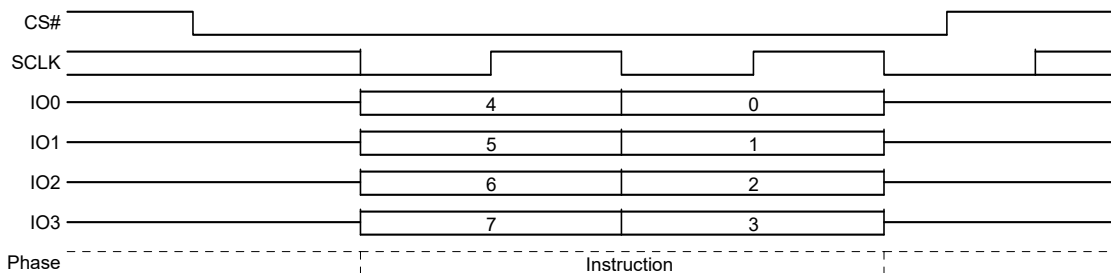 CS#
SCLK
IO0 4 0
IO1 5 1
IO2 6 2
IO3 7 3
Phase Instruction